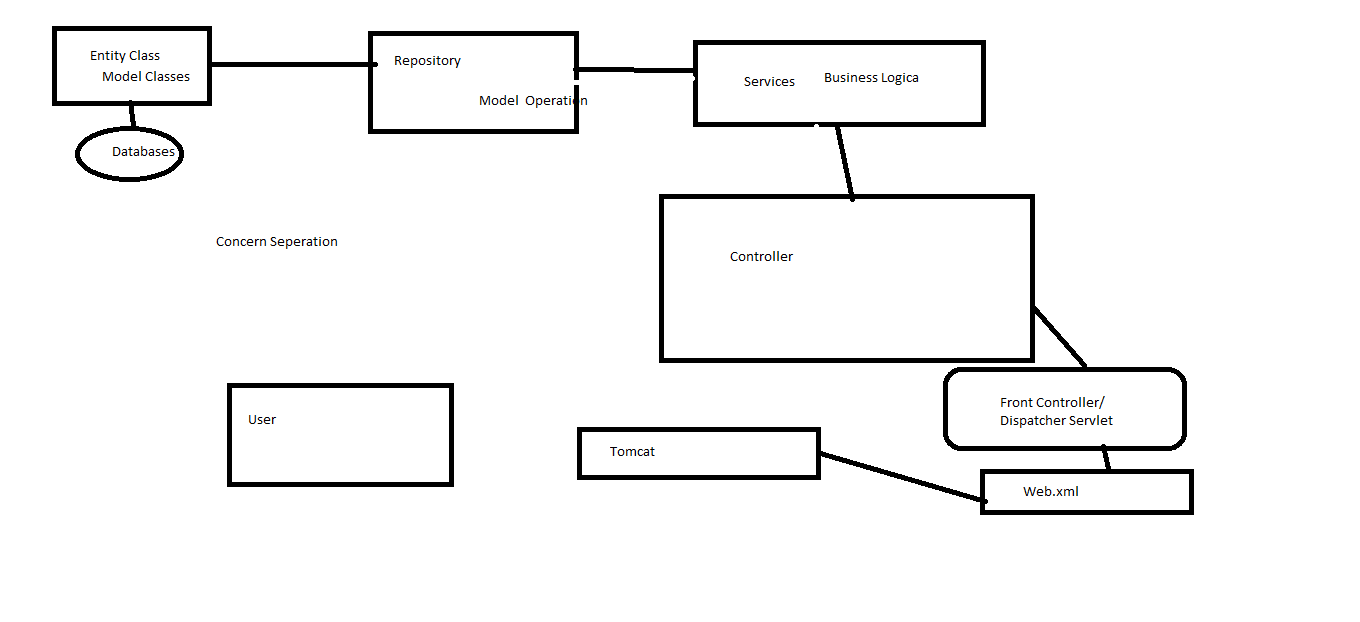 Entity Class
Model Classes
Repository
Model Operation
Services
Business Logica
Databases
Concern Seperation
Controller
User
Tomcat
Front Controller/
Dispatcher Servlet
Web.xml